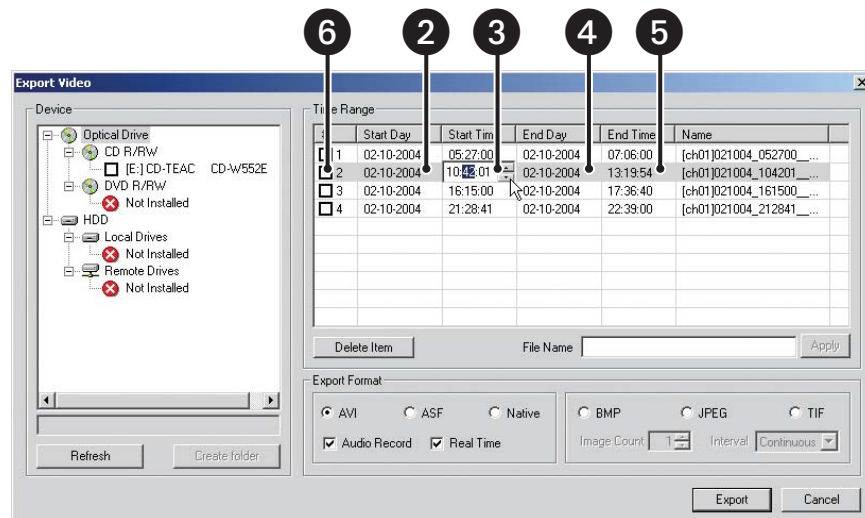 6 2 3 4 5
Export Video
Device
Optical Drive
CD R/RW
[E:] CD-TEAC CD-W552E
DVD R/RW
Not Installed
HDD
Local Drives
Not Installed
Remote Drives
Not Installed
Refresh Create folder
Time Range
Start Day Start Time End Day End Time Name
1 02-10-2004 05:27:00 02-10-2004 07:06:00 [ch01]021004_052700__...
2 02-10-2004 10:42:01 02-10-2004 13:19:54 [ch01]021004_104201__...
3 02-10-2004 16:15:00 02-10-2004 17:36:40 [ch01]021004_161500__...
4 02-10-2004 21:28:41 02-10-2004 22:39:00 [ch01]021004_212841__...
Delete Item File Name Apply
Export Format
AVI ASF Native
Audio Record Real Time
BMP JPEG TIF
Image Count 1 Interval Continuous
Export Cancel